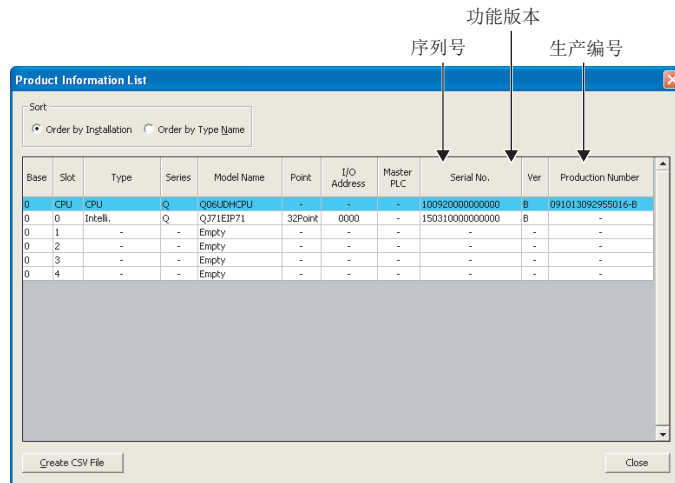 功能版本
序列号 生产编号
Product Information List
Sort
Order by Installation Order by Type Name
Base Slot Type Series Model Name Point I/O Address Master PLC Serial No. Ver Production Number
0 CPU CPU Q Q06UDHCPU - - - 100920000000000 B 091013092955016-B
0 0 Intelli. Q QJ71EIP71 32Point 0000 - 150310000000000 B -
0 1 - - Empty - - - - - -
0 2 - - Empty - - - - - -
0 3 - - Empty - - - - - -
0 4 - - Empty - - - - - -
Create CSV File Close